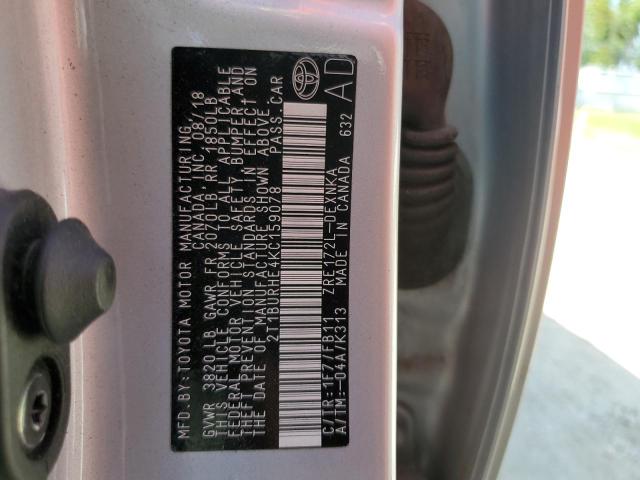 MFD.BY:TOYOTA MOTOR MANUFACTURING
CANADA, INC. 08/18
GVWR 3820 LB GAWR FR 2070 LB RR 1850 LB
THIS VEHICLE CONFORMS TO ALL APPLICABLE
FEDERAL MOTOR VEHICLE SAFETY, BUMPER, AND
THEFT PREVENTION STANDARDS IN EFFECT ON
THE DATE OF MANUFACTURE SHOWN ABOVE.
2T1BURHE4KC159078 PASS.CAR
C/TR:1F7/FB11 ZRE172L-DEXNKA
A/TM:-04A/K313 MADE IN CANADA 632
AD